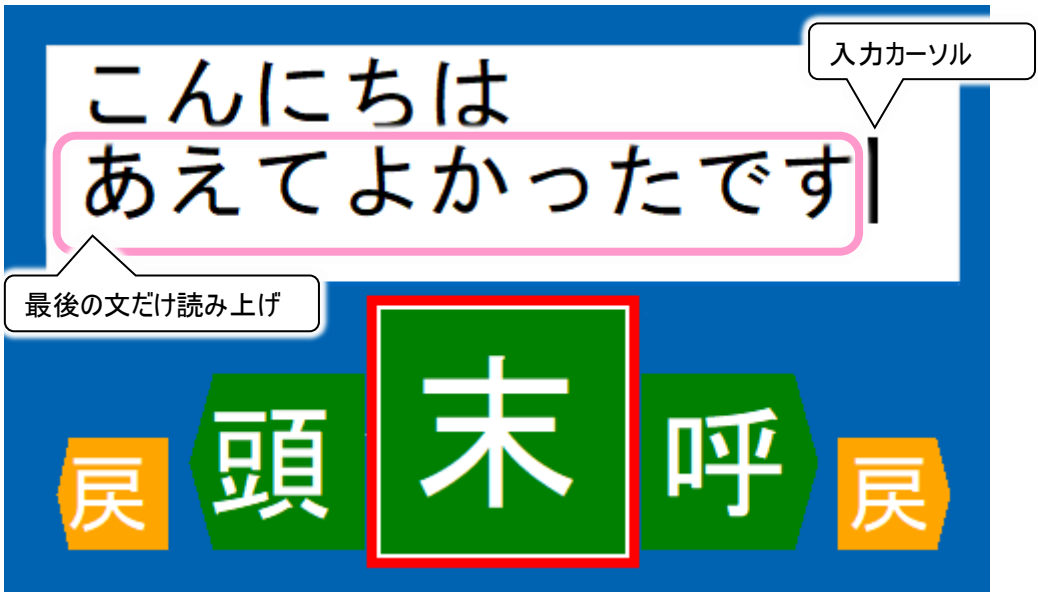 入力カーソル
こんにちは
あえてよかったです
最後の文だけ読み上げ
戻 頭 末 呼 戻